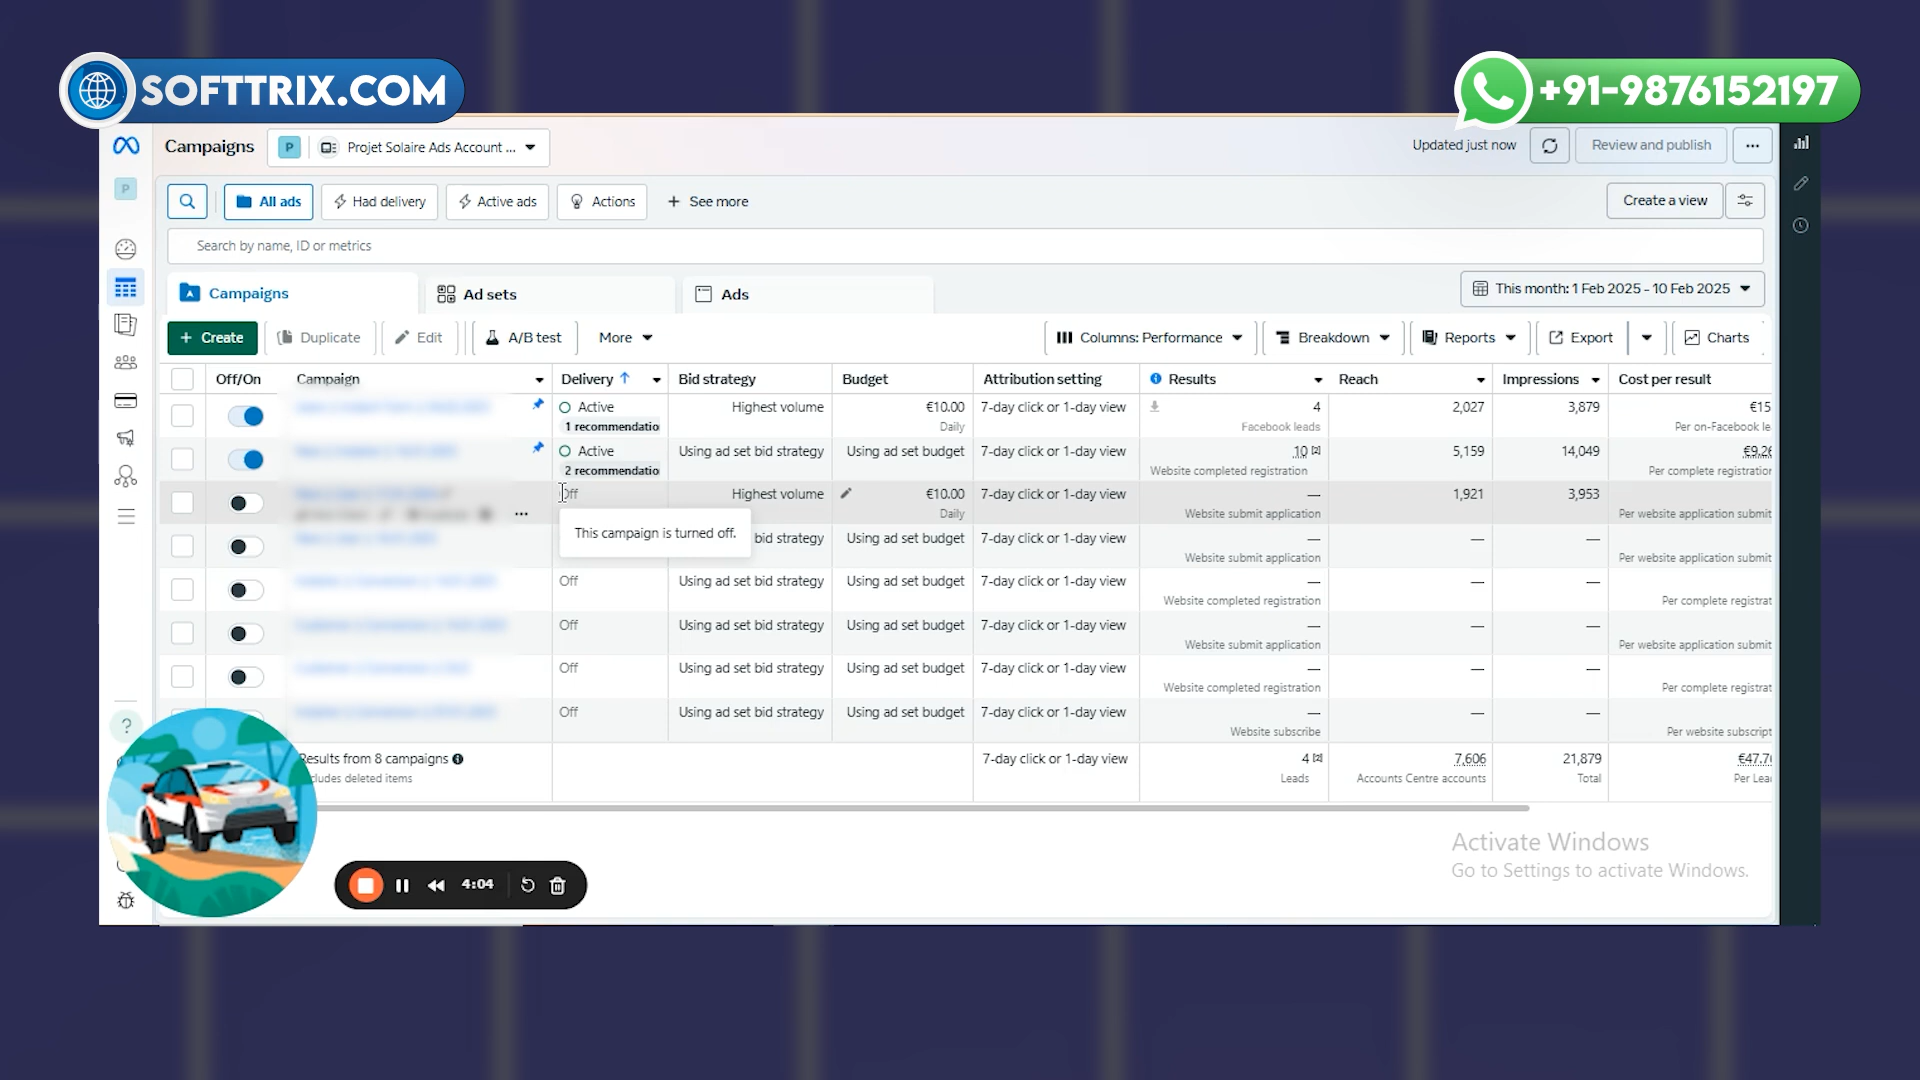 SOFTTRIX.COM
+91-9876152197
Campaigns
P
Projet Solaire Ads Account ...
Updated just now
Review and publish
P
All ads
Had delivery
Active ads
Actions
See more
Create a view
Search by name, ID or metrics
Campaigns
Ad sets
Ads
This month: 1 Feb 2025 - 10 Feb 2025
+ Create
Duplicate
Edit
A/B test
More
Columns: Performance
Breakdown
Reports
Export
Charts
Off/On
Campaign
Delivery ↑
Bid strategy
Budget
Attribution setting
Results
Reach
Impressions
Cost per result
Active
Highest volume
€10.00
7-day click or 1-day view
4
2,027
3,879
€15
1 recommendatio
Daily
Facebook leads
Per on-Facebook le
Active
Using ad set bid strategy
Using ad set budget
7-day click or 1-day view
10 [2]
5,159
14,049
€9.26
2 recommendatio
Website completed registration
Per complete registration
Off
Highest volume
€10.00
7-day click or 1-day view
—
1,921
3,953
Daily
Website submit application
Per website application submit
This campaign is turned off.
bid strategy
Using ad set budget
7-day click or 1-day view
—
—
—
Website submit application
Per website application submit
Off
Using ad set bid strategy
Using ad set budget
7-day click or 1-day view
—
—
—
Website completed registration
Per complete registrat
Off
Using ad set bid strategy
Using ad set budget
7-day click or 1-day view
—
—
—
Website submit application
Per website application submit
Off
Using ad set bid strategy
Using ad set budget
7-day click or 1-day view
—
—
—
Website completed registration
Per complete registrat
Off
Using ad set bid strategy
Using ad set budget
7-day click or 1-day view
—
—
—
Website subscribe
Per website subscript
?
Results from 8 campaigns
7-day click or 1-day view
4 [2]
7,606
21,879
€47.7
cludes deleted items
Leads
Accounts Centre accounts
Total
Per Lea
Activate Windows
Go to Settings to activate Windows.
4:04